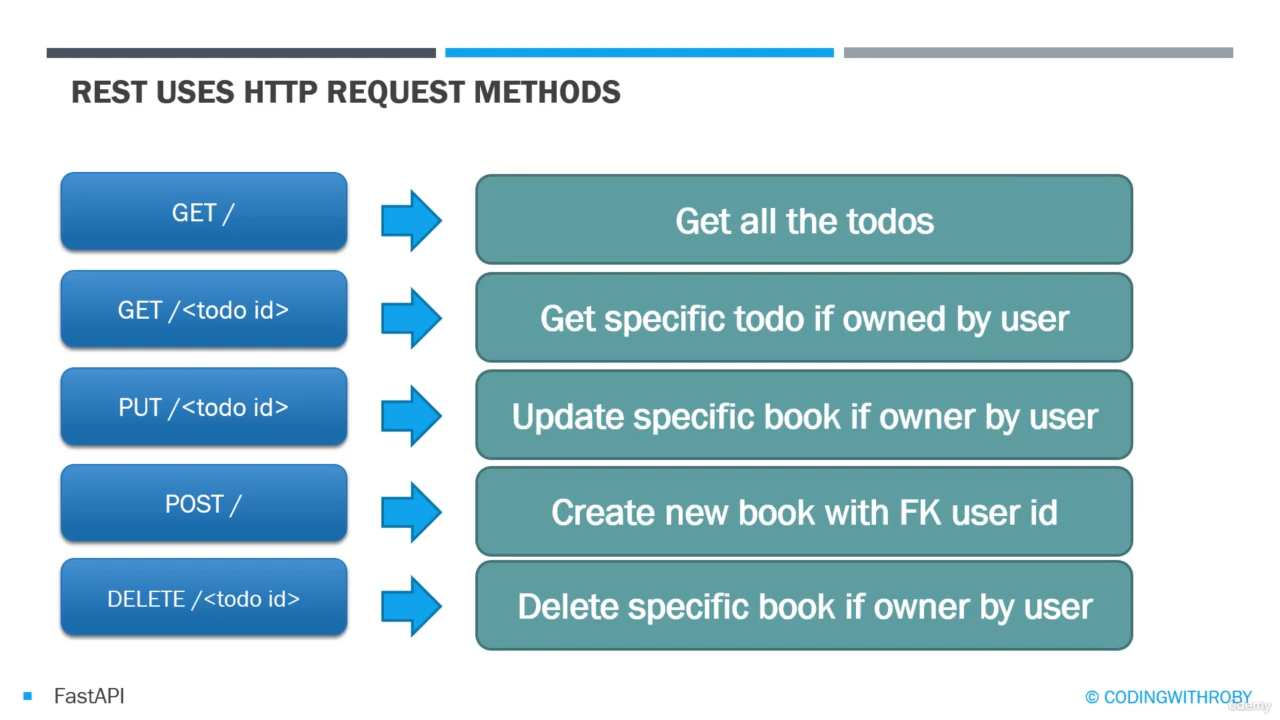 REST USES HTTP REQUEST METHODS
GET /
Get all the todos
GET /<todo id>
Get specific todo if owned by user
PUT /<todo id>
Update specific book if owner by user
POST /
Create new book with FK user id
DELETE /<todo id>
Delete specific book if owner by user
FastAPI
© CODINGWITHROBY
udemy